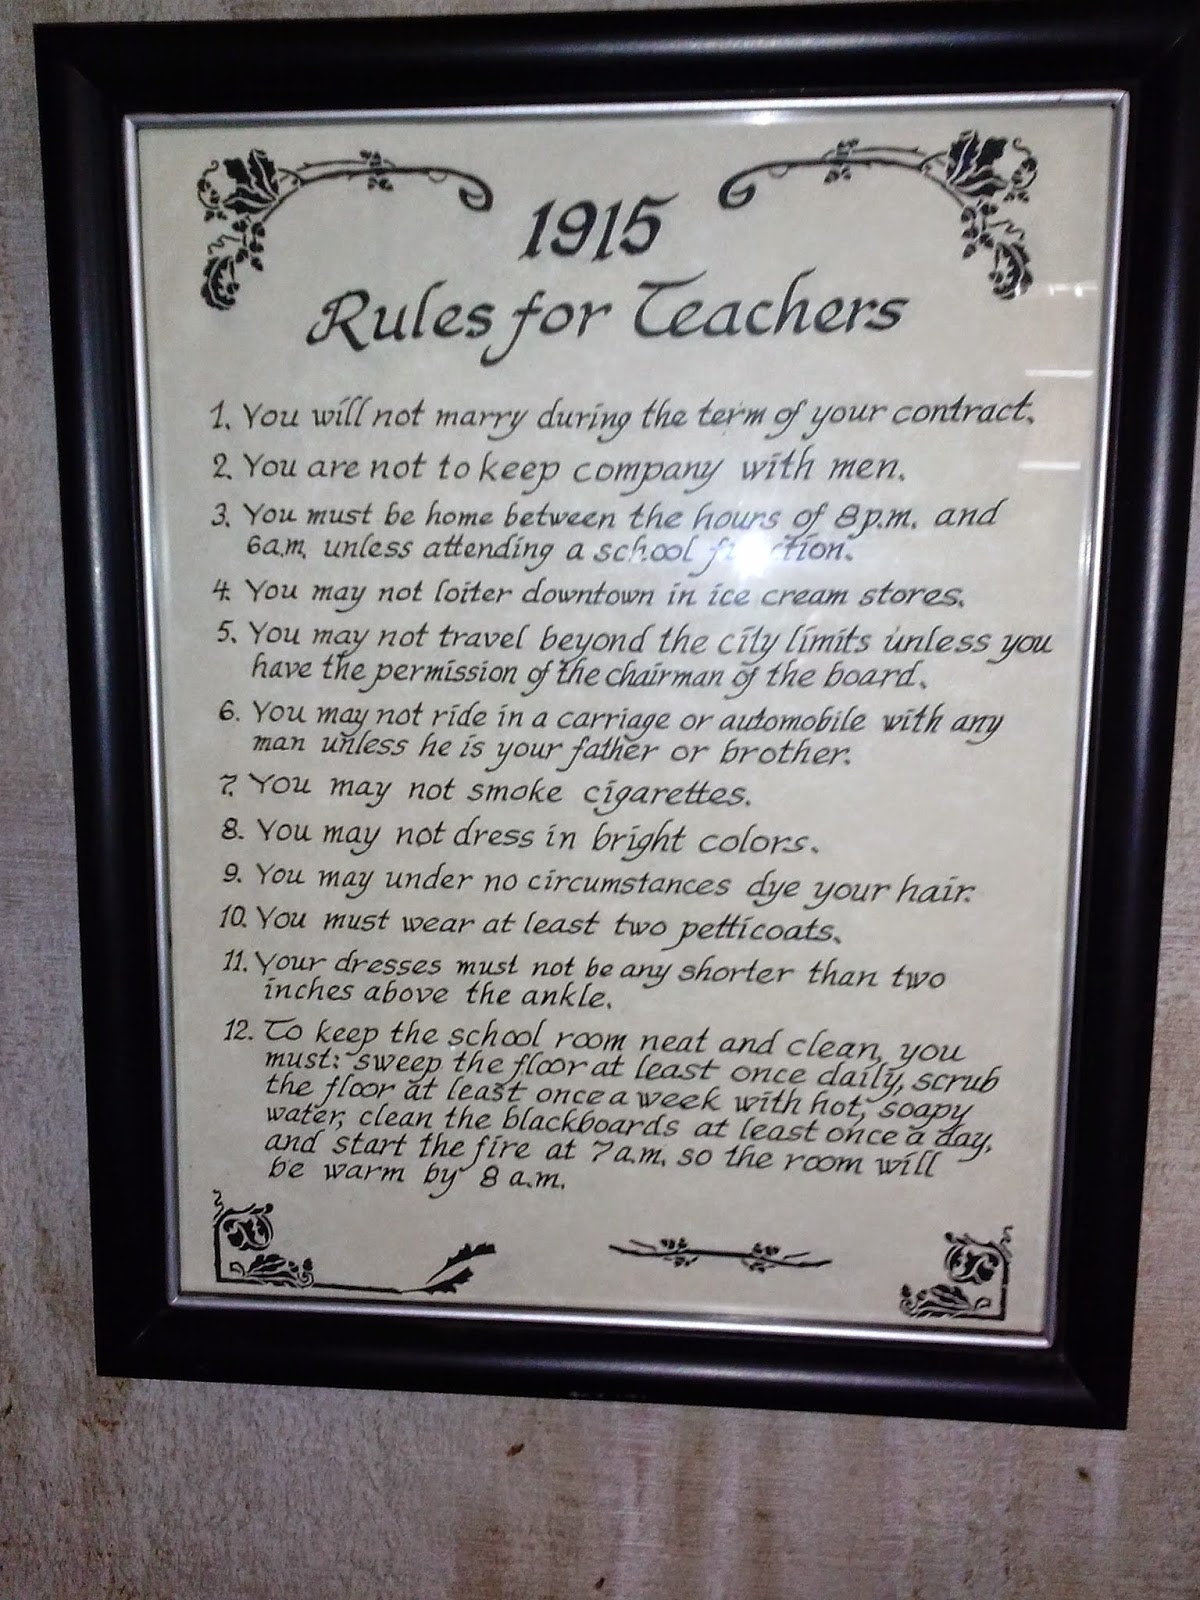 1915
Rules for Teachers
1. You will not marry during the term of your contract.
2. You are not to keep company with men.
3. You must be home between the hours of 8p.m. and
6a.m. unless attending a school function.
4. You may not loiter downtown in ice cream stores.
5. You may not travel beyond the city limits unless you
have the permission of the chairman of the board.
6. You may not ride in a carriage or automobile with any
man unless he is your father or brother.
7. You may not smoke cigarettes.
8. You may not dress in bright colors.
9. You may under no circumstances dye your hair.
10. You must wear at least two petticoats.
11. Your dresses must not be any shorter than two
inches above the ankle.
12. To keep the school room neat and clean, you
must: sweep the floor at least once daily, scrub
the floor at least once a week with hot, soapy
water, clean the blackboards at least once a day,
and start the fire at 7a.m. so the room will
be warm by 8 a.m.